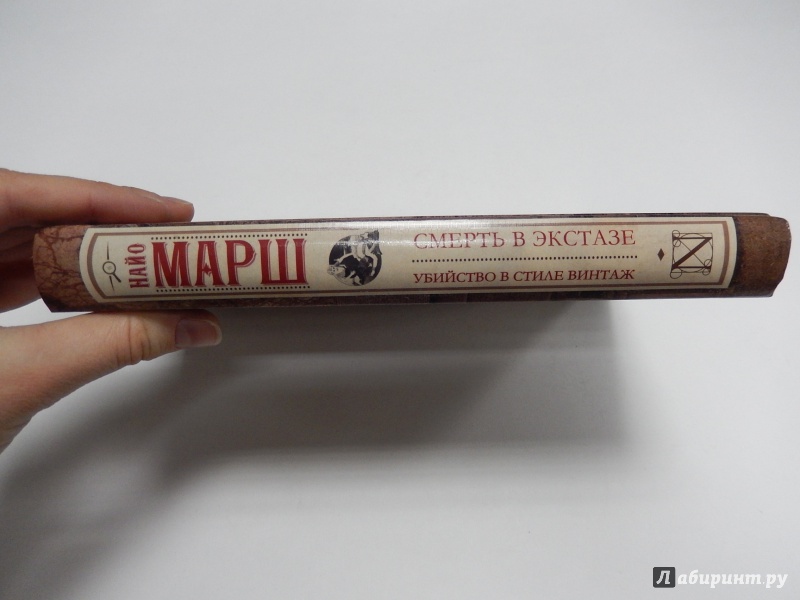 НАЙО
МАРШ
СМЕРТЬ В ЭКСТАЗЕ
УБИЙСТВО В СТИЛЕ ВИНТАЖ
Лабиринт.ру